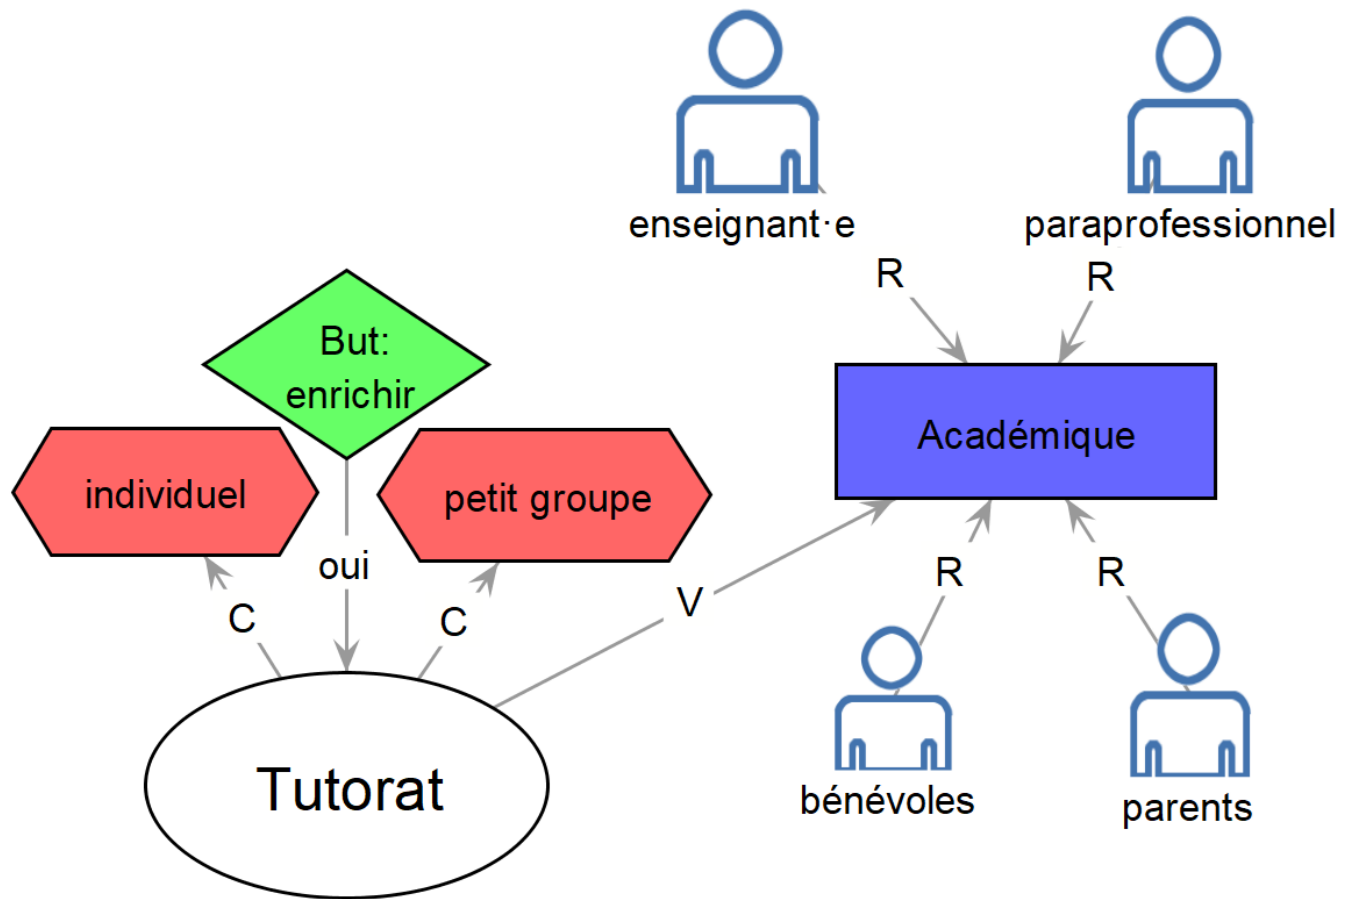 enseignant·e
paraprofessionnel
R
R
But:
enrichir
Académique
individuel
petit groupe
oui
R
R
C
C
V
Tutorat
bénévoles
parents